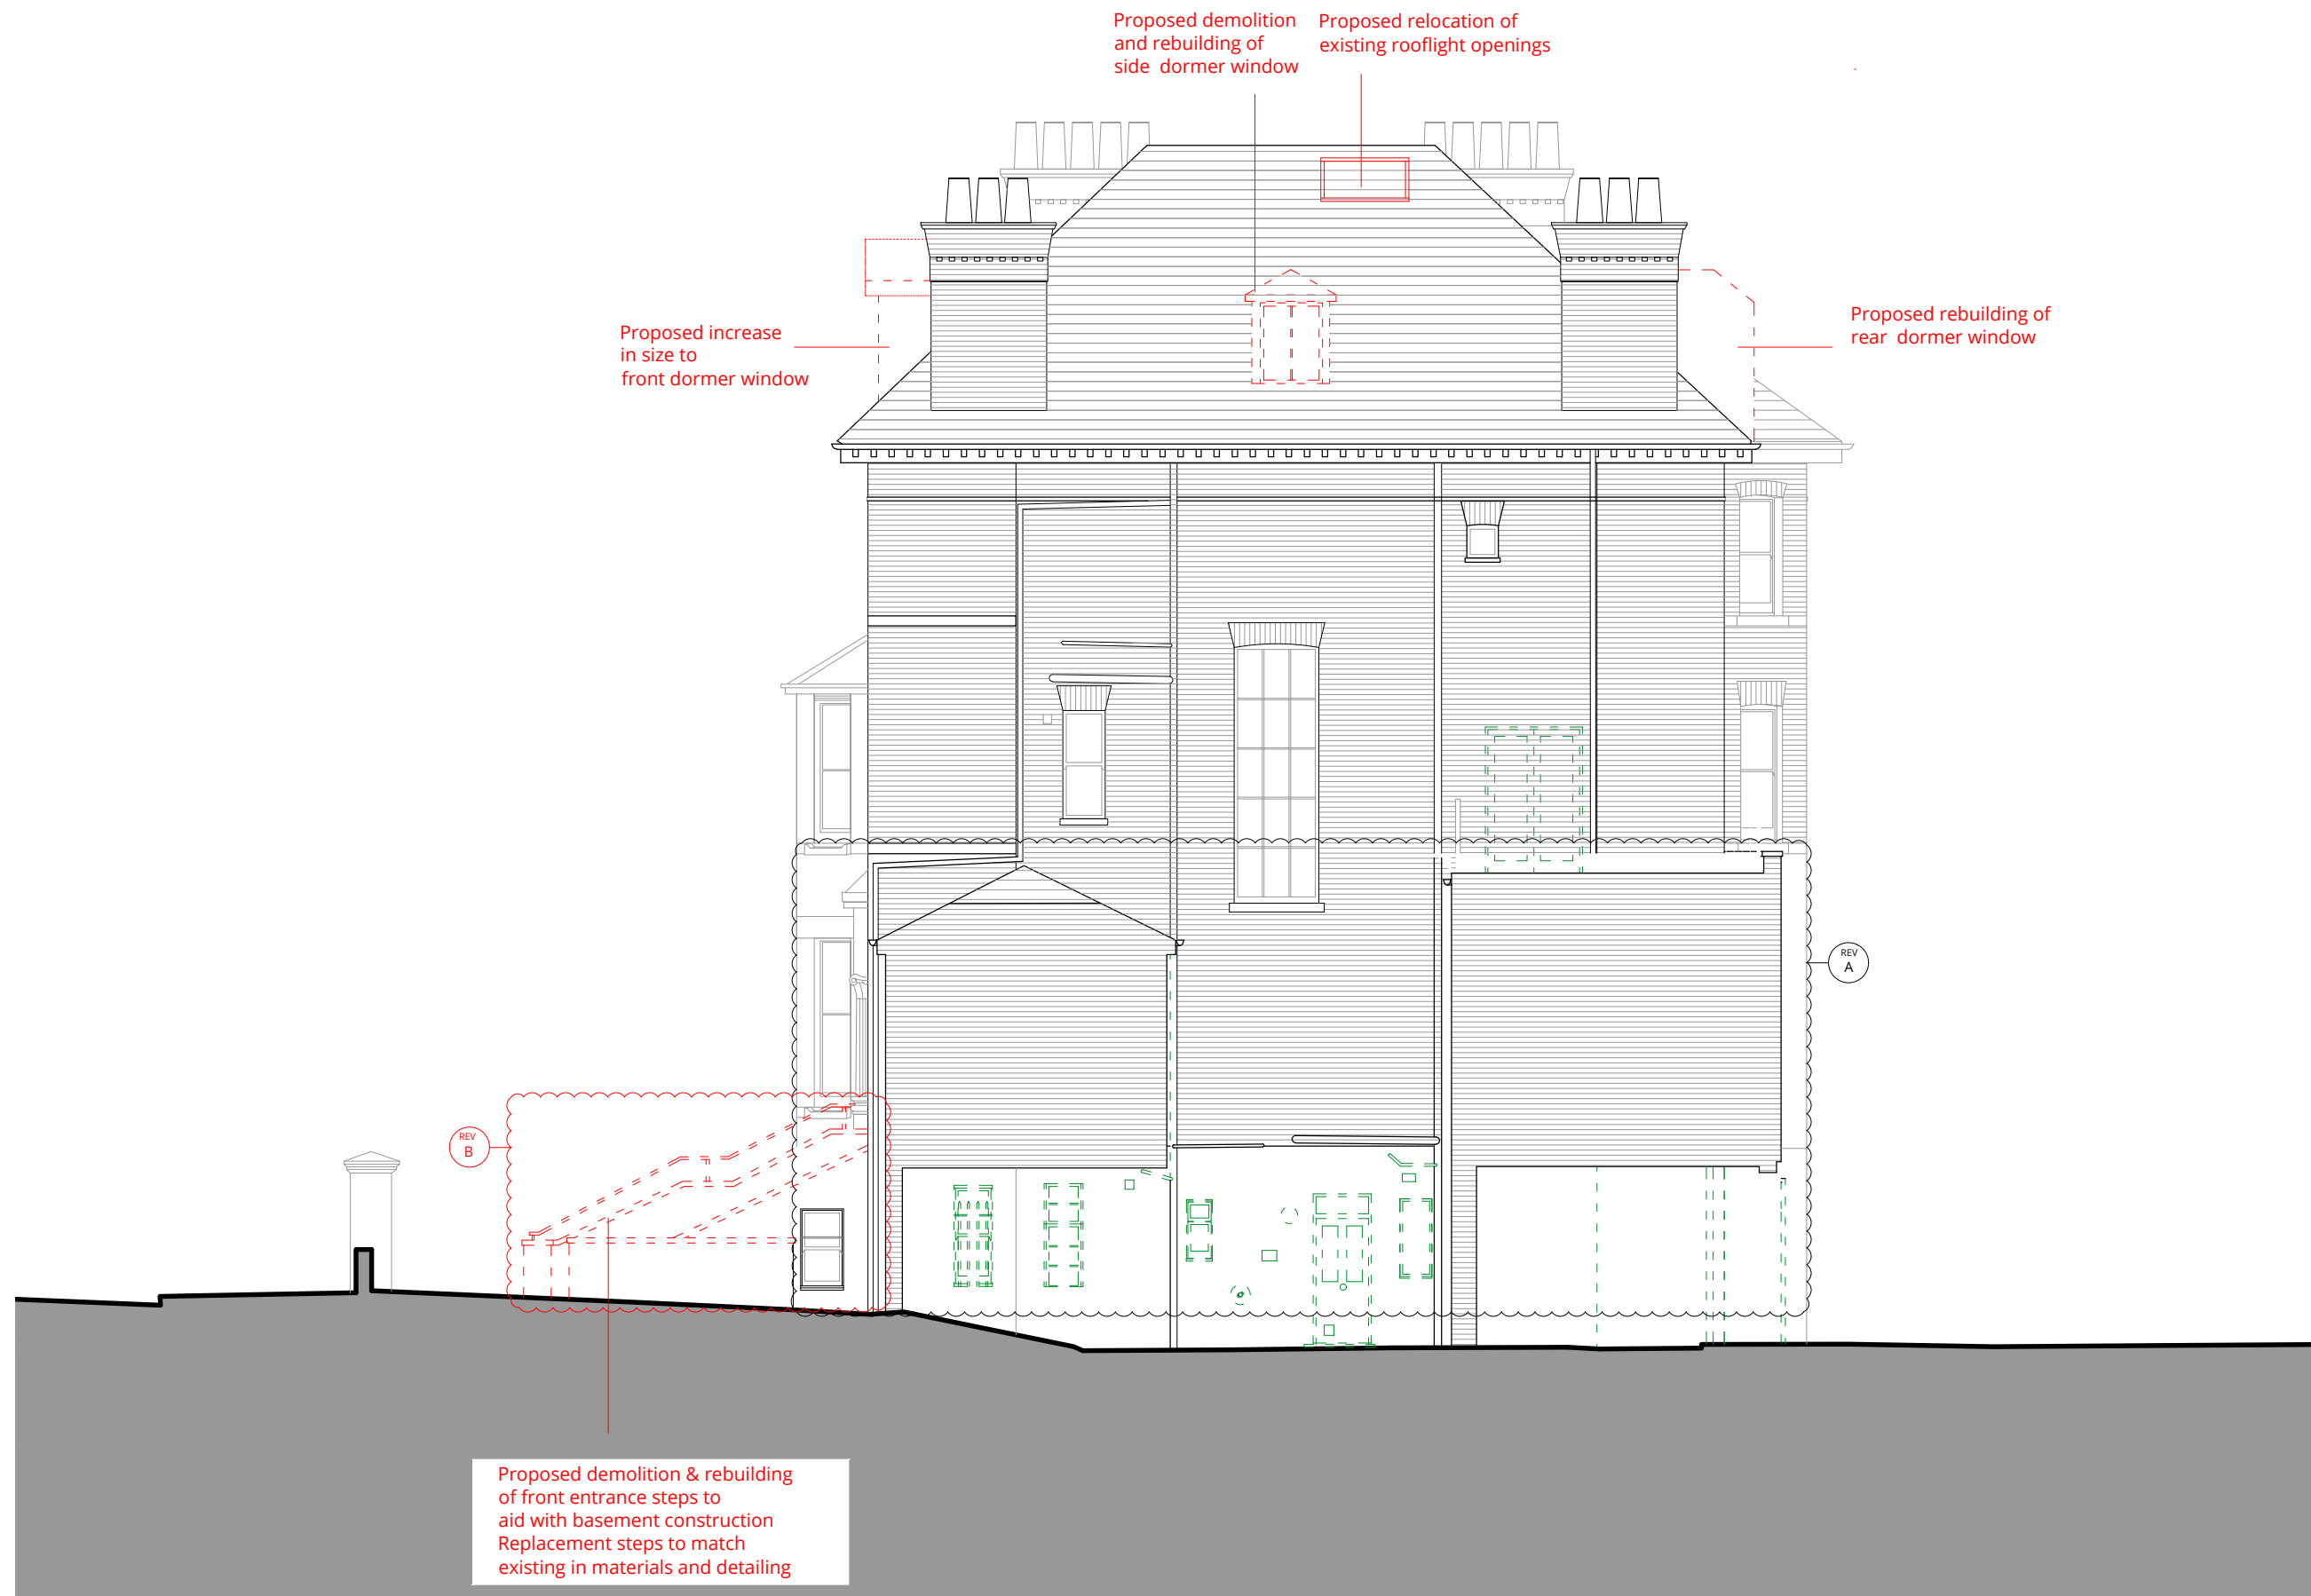 Proposed demolition
and rebuilding of
side dormer window
Proposed relocation of
existing rooflight openings
Proposed increase
in size to
front dormer window
Proposed rebuilding of
rear dormer window
REV
A
REV
B
Proposed demolition & rebuilding
of front entrance steps to
aid with basement construction
Replacement steps to match
existing in materials and detailing